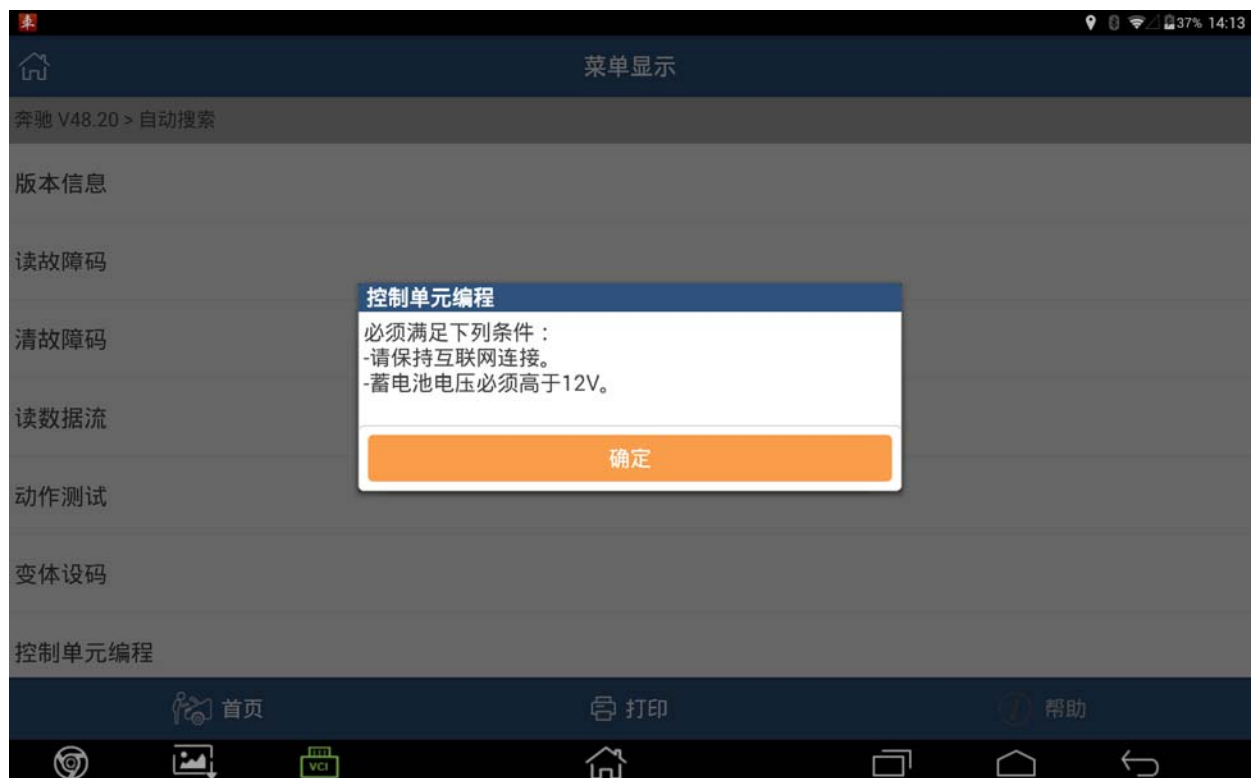 車
37% 14:13
菜单显示
奔驰 V48.20 > 自动搜索
版本信息
读故障码
清故障码
读数据流
动作测试
变体设码
控制单元编程
控制单元编程
必须满足下列条件：
-请保持互联网连接。
-蓄电池电压必须高于12V。
确定
首页
打印
帮助
VCI